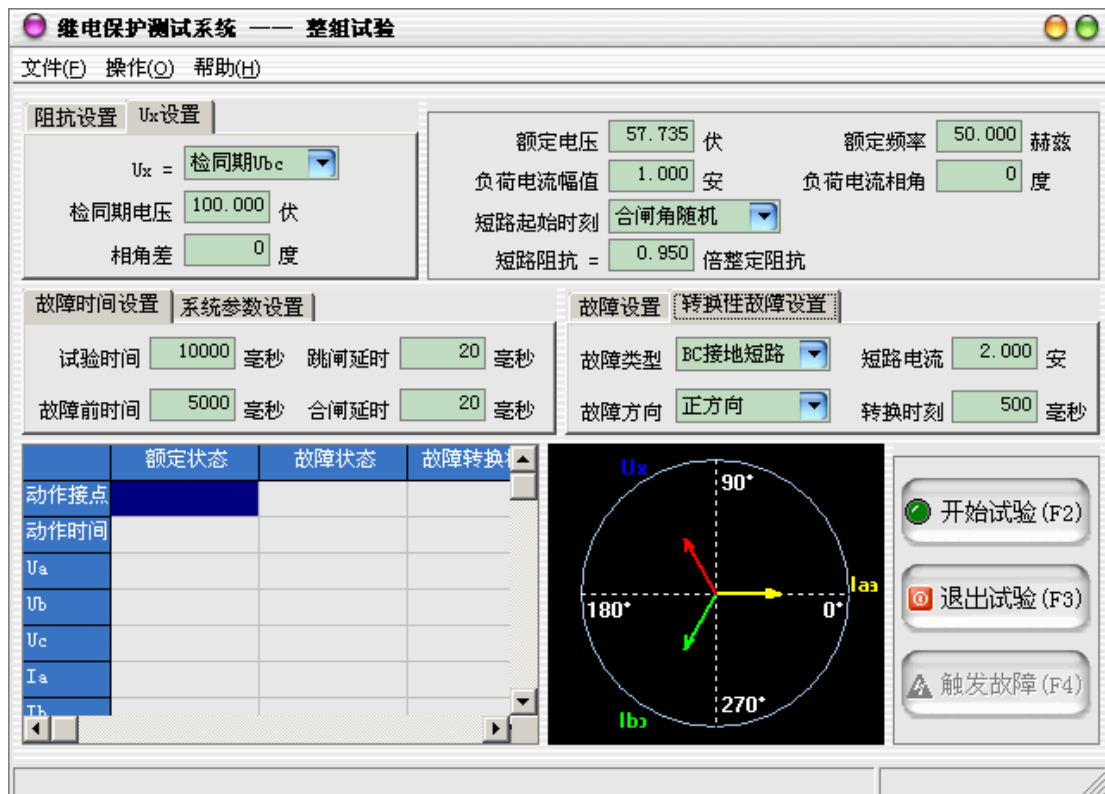 继电保护测试系统 —— 整组试验
文件(F) 操作(O) 帮助(H)
阻抗设置 Ux设置
Ux = 检同期Ubc
检同期电压 100.000 伏
相角差 0 度
额定电压 57.735 伏 额定频率 50.000 赫兹
负荷电流幅值 1.000 安 负荷电流相角 0 度
短路起始时刻 合闸角随机
短路阻抗 = 0.950 倍整定阻抗
故障时间设置 系统参数设置
试验时间 10000 毫秒 跳闸延时 20 毫秒
故障前时间 5000 毫秒 合闸延时 20 毫秒
故障设置 转换性故障设置
故障类型 BC接地短路 短路电流 2.000 安
故障方向 正方向 转换时刻 500 毫秒
额定状态 故障状态 故障转换
动作接点
动作时间
Ua
Ub
Uc
Ia
Ib
Ux
90°
180°
0°
270°
开始试验(F2)
退出试验(F3)
触发故障(F4)